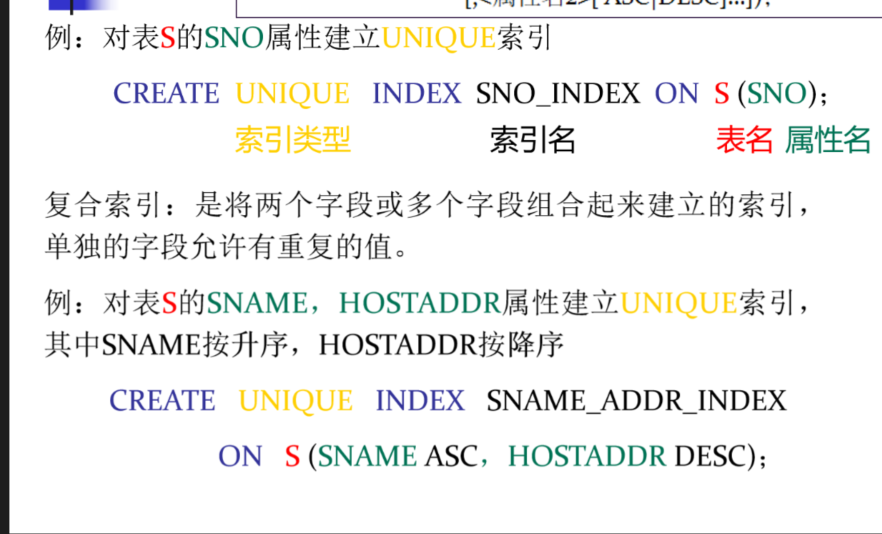 [,<属性名2>[ ASC|DESC]...]);
例：对表S的SNO属性建立UNIQUE索引
CREATE UNIQUE INDEX SNO_INDEX ON S (SNO);
索引类型 索引名 表名 属性名
复合索引：是将两个字段或多个字段组合起来建立的索引，
单独的字段允许有重复的值。
例：对表S的SNAME，HOSTADDR属性建立UNIQUE索引，
其中SNAME按升序，HOSTADDR按降序
CREATE UNIQUE INDEX SNAME_ADDR_INDEX
ON S (SNAME ASC，HOSTADDR DESC);